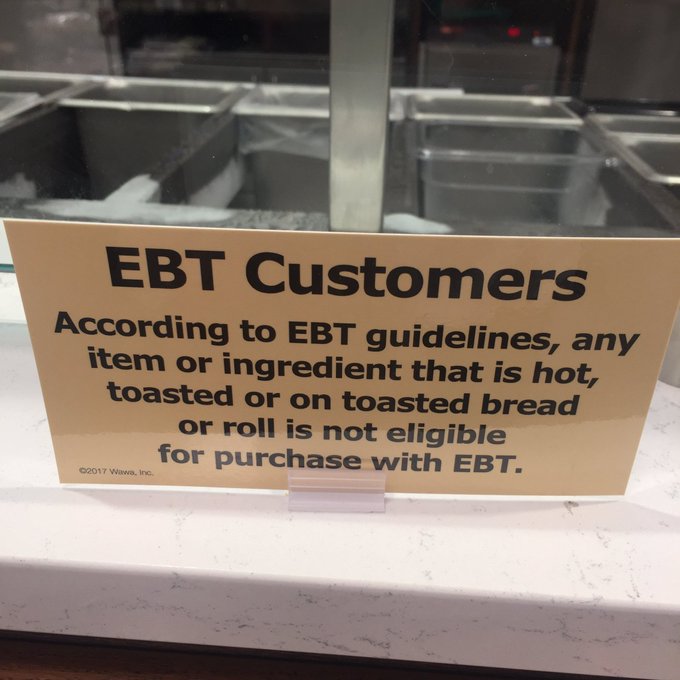 EBT Customers
According to EBT guidelines, any
item or ingredient that is hot,
toasted or on toasted bread
or roll is not eligible
for purchase with EBT.
©2017 Wawa, Inc.